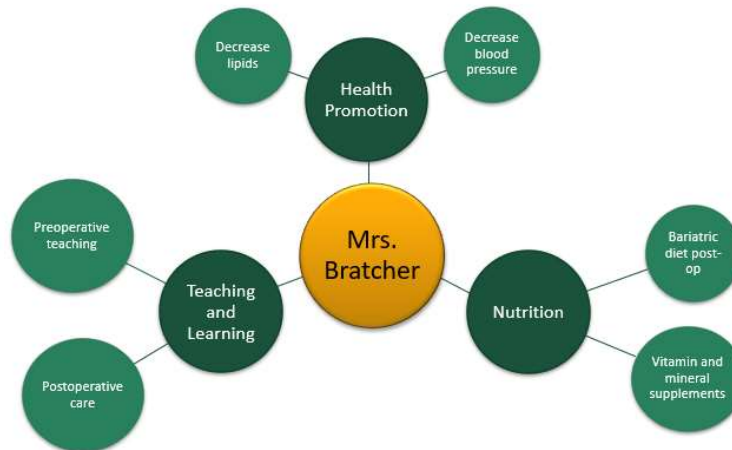 Decrease
lipids
Health
Promotion
Decrease
blood
pressure
Mrs.
Bratcher
Preoperative
teaching
Teaching
and
Learning
Postoperative
care
Nutrition
Bariatric
diet post-
op
Vitamin and
mineral
supplements